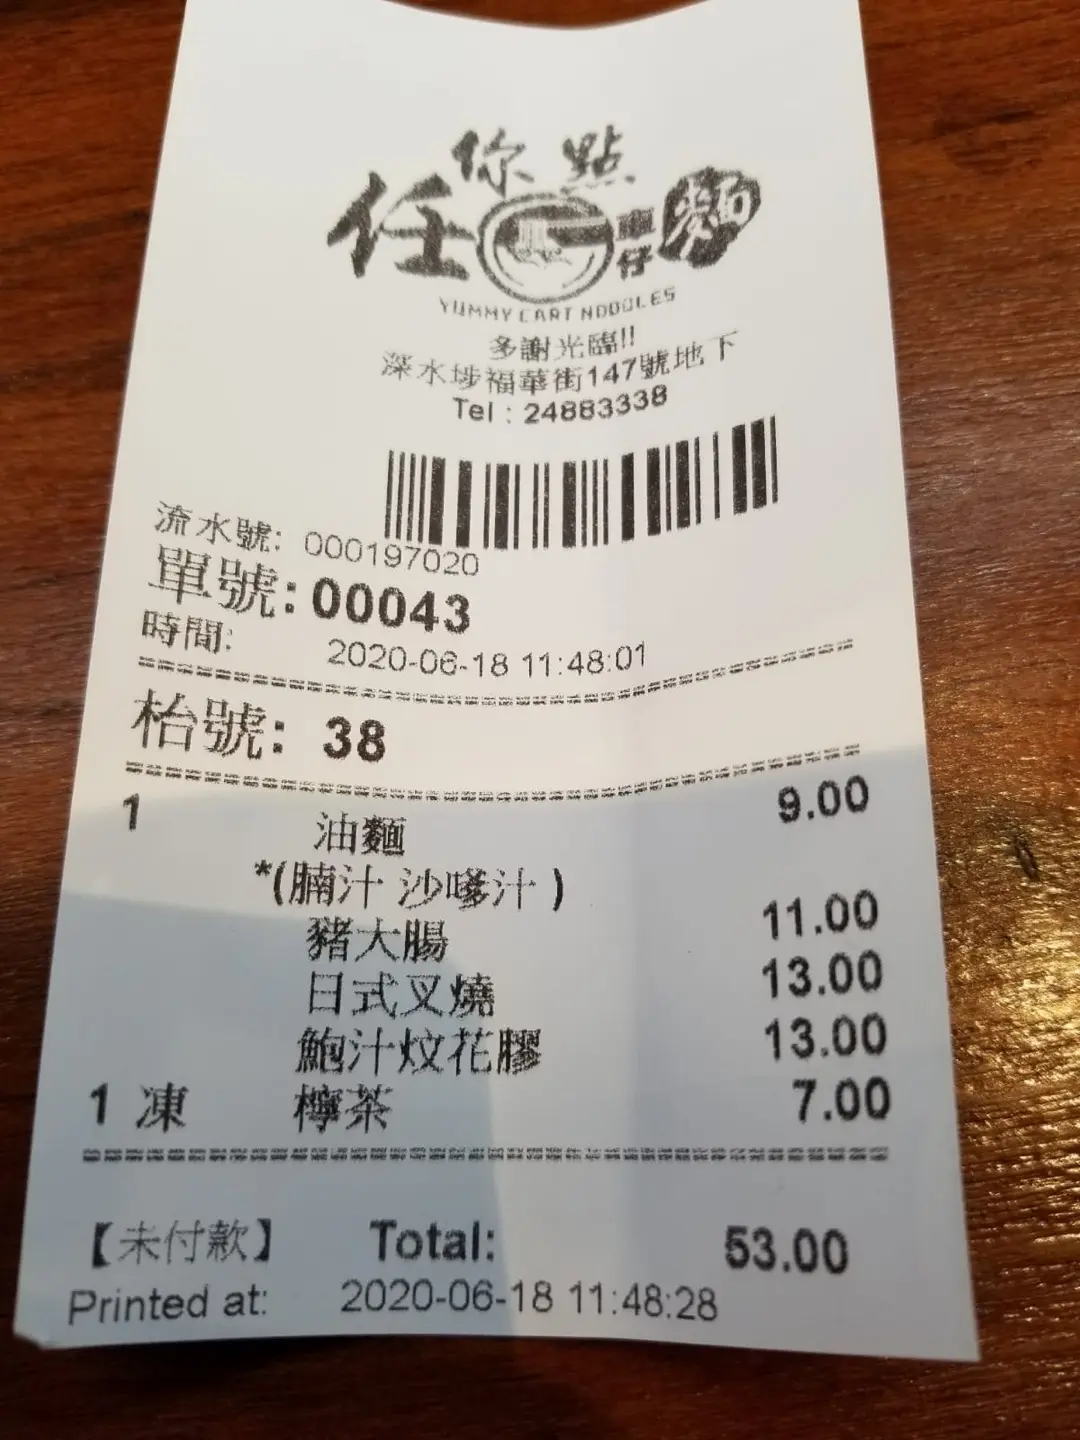 任你點車仔麵
YUMMY CART NOODLES
多謝光臨!!
深水埗福華街147號地下
Tel : 24883338
流水號: 000197020
單號: 00043
時間: 2020-06-18 11:48:01
枱號: 38
1 油麵 9.00
*(腩汁 沙嗲汁 )
豬大腸 11.00
日式叉燒 13.00
鮑汁炆花膠 13.00
1 凍 檸茶 7.00
【未付款】 Total: 53.00
Printed at: 2020-06-18 11:48:28